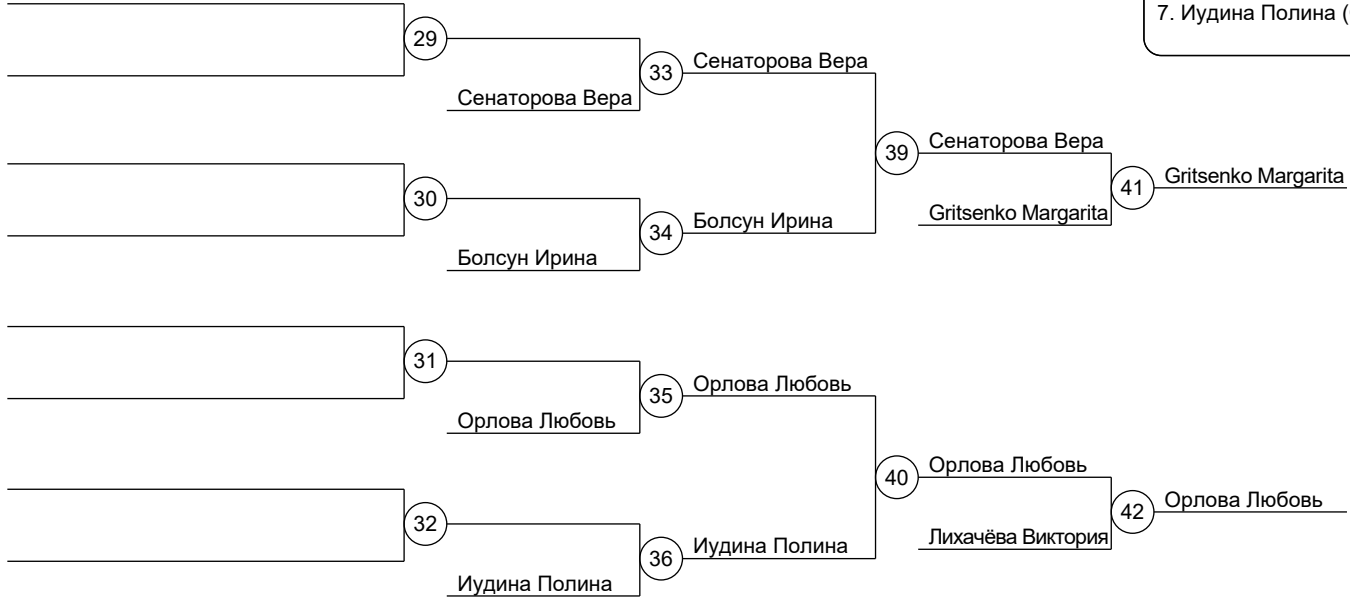 7. Иудина Полина (
29
33
Сенаторова Вера
Сенаторова Вера
39
Сенаторова Вера
41
Gritsenko Margarita
30
34
Болсун Ирина
Gritsenko Margarita
Болсун Ирина
31
35
Орлова Любовь
Орлова Любовь
40
Орлова Любовь
42
Орлова Любовь
32
36
Иудина Полина
Лихачёва Виктория
Иудина Полина